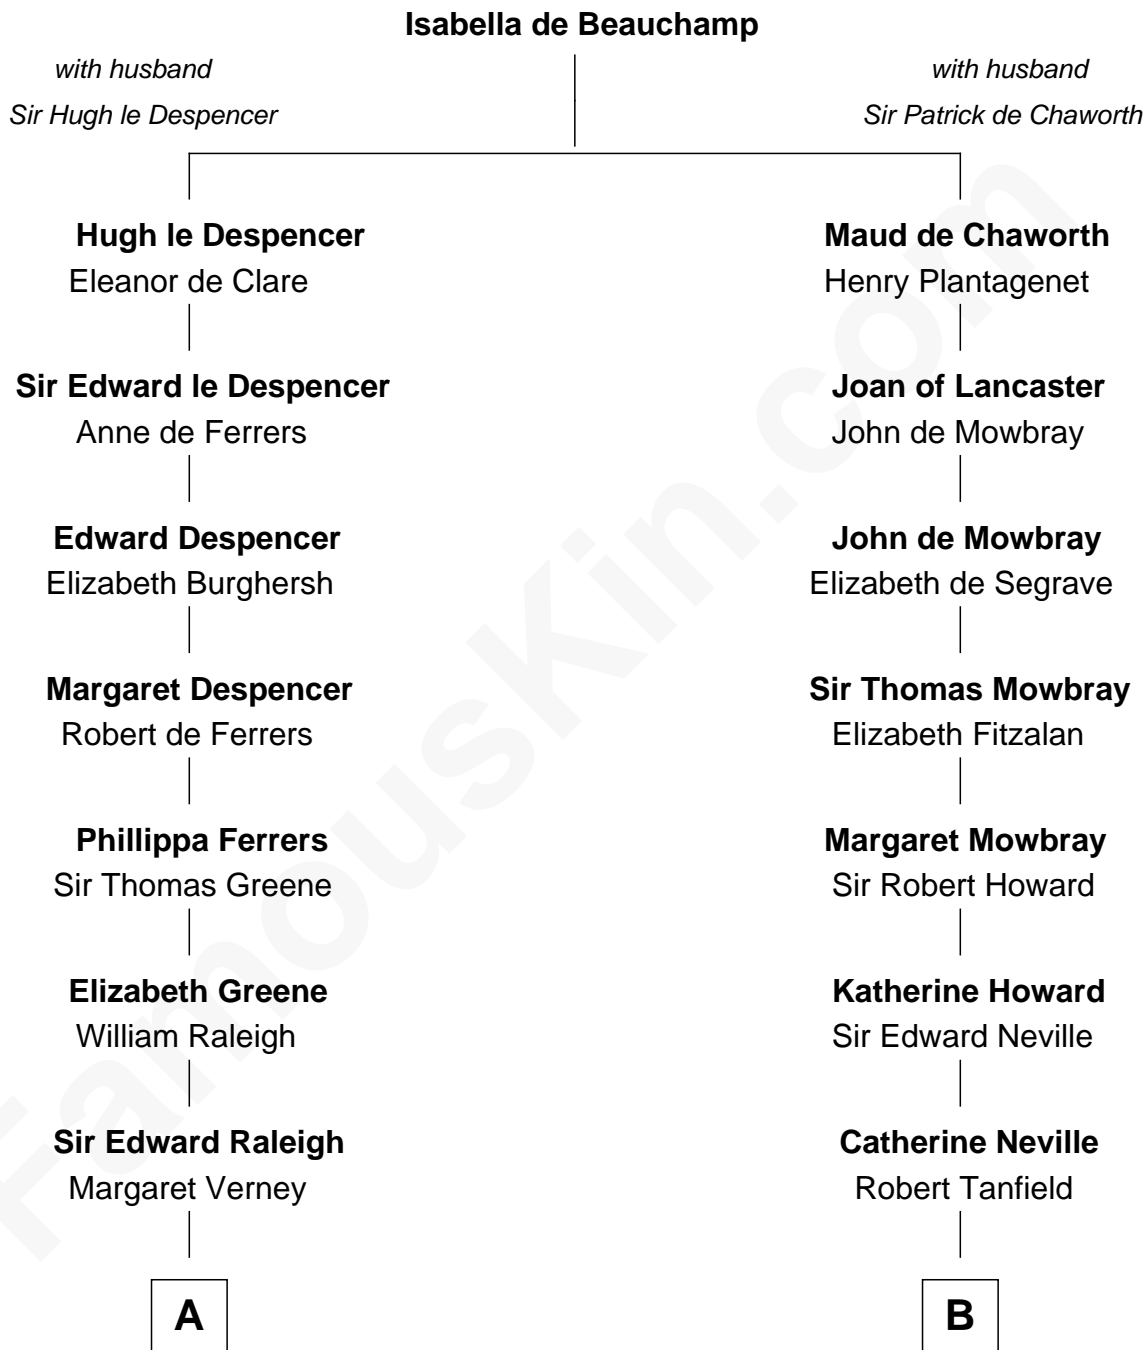 Isabella de Beauchamp
with husband
Sir Hugh le Despencer
with husband
Sir Patrick de Chaworth
Hugh le Despencer
Eleanor de Clare
Maud de Chaworth
Henry Plantagenet
Sir Edward le Despencer
Anne de Ferrers
Joan of Lancaster
John de Mowbray
Edward Despencer
Elizabeth Burghersh
John de Mowbray
Elizabeth de Segrave
Margaret Despencer
Robert de Ferrers
Sir Thomas Mowbray
Elizabeth Fitzalan
Phillippa Ferrers
Sir Thomas Greene
Margaret Mowbray
Sir Robert Howard
Elizabeth Greene
William Raleigh
Katherine Howard
Sir Edward Neville
Sir Edward Raleigh
Margaret Verney
Catherine Neville
Robert Tanfield
A
B
FamousKin.com